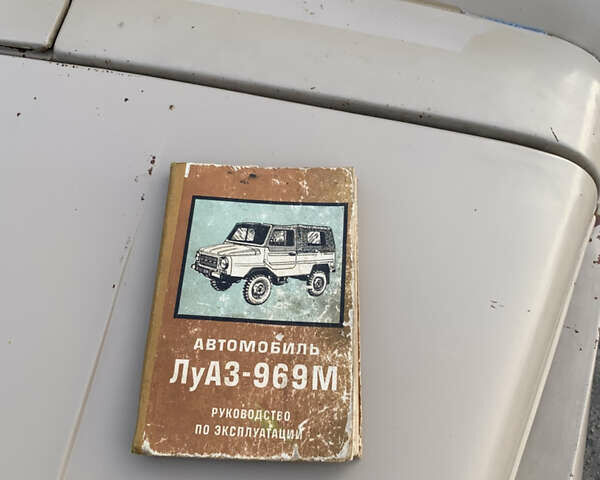 АВТОМОБИЛЬ
ЛуАЗ-969М
РУКОВОДСТВО
ПО ЭКСПЛУАТАЦИИ